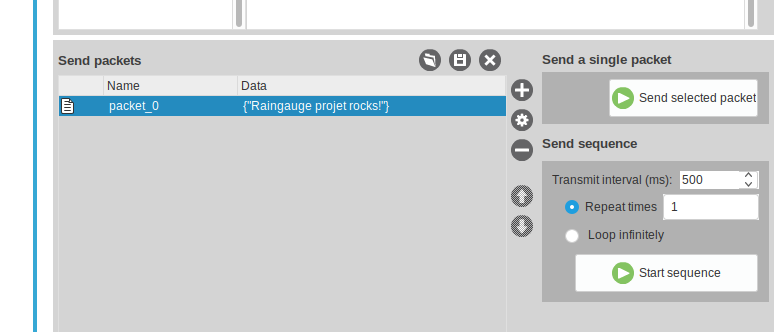 Send packets
Name Data
packet_0 {"Raingauge projet rocks!"}
Send a single packet
Send selected packet
Send sequence
Transmit interval (ms): 500
Repeat times 1
Loop infinitely
Start sequence